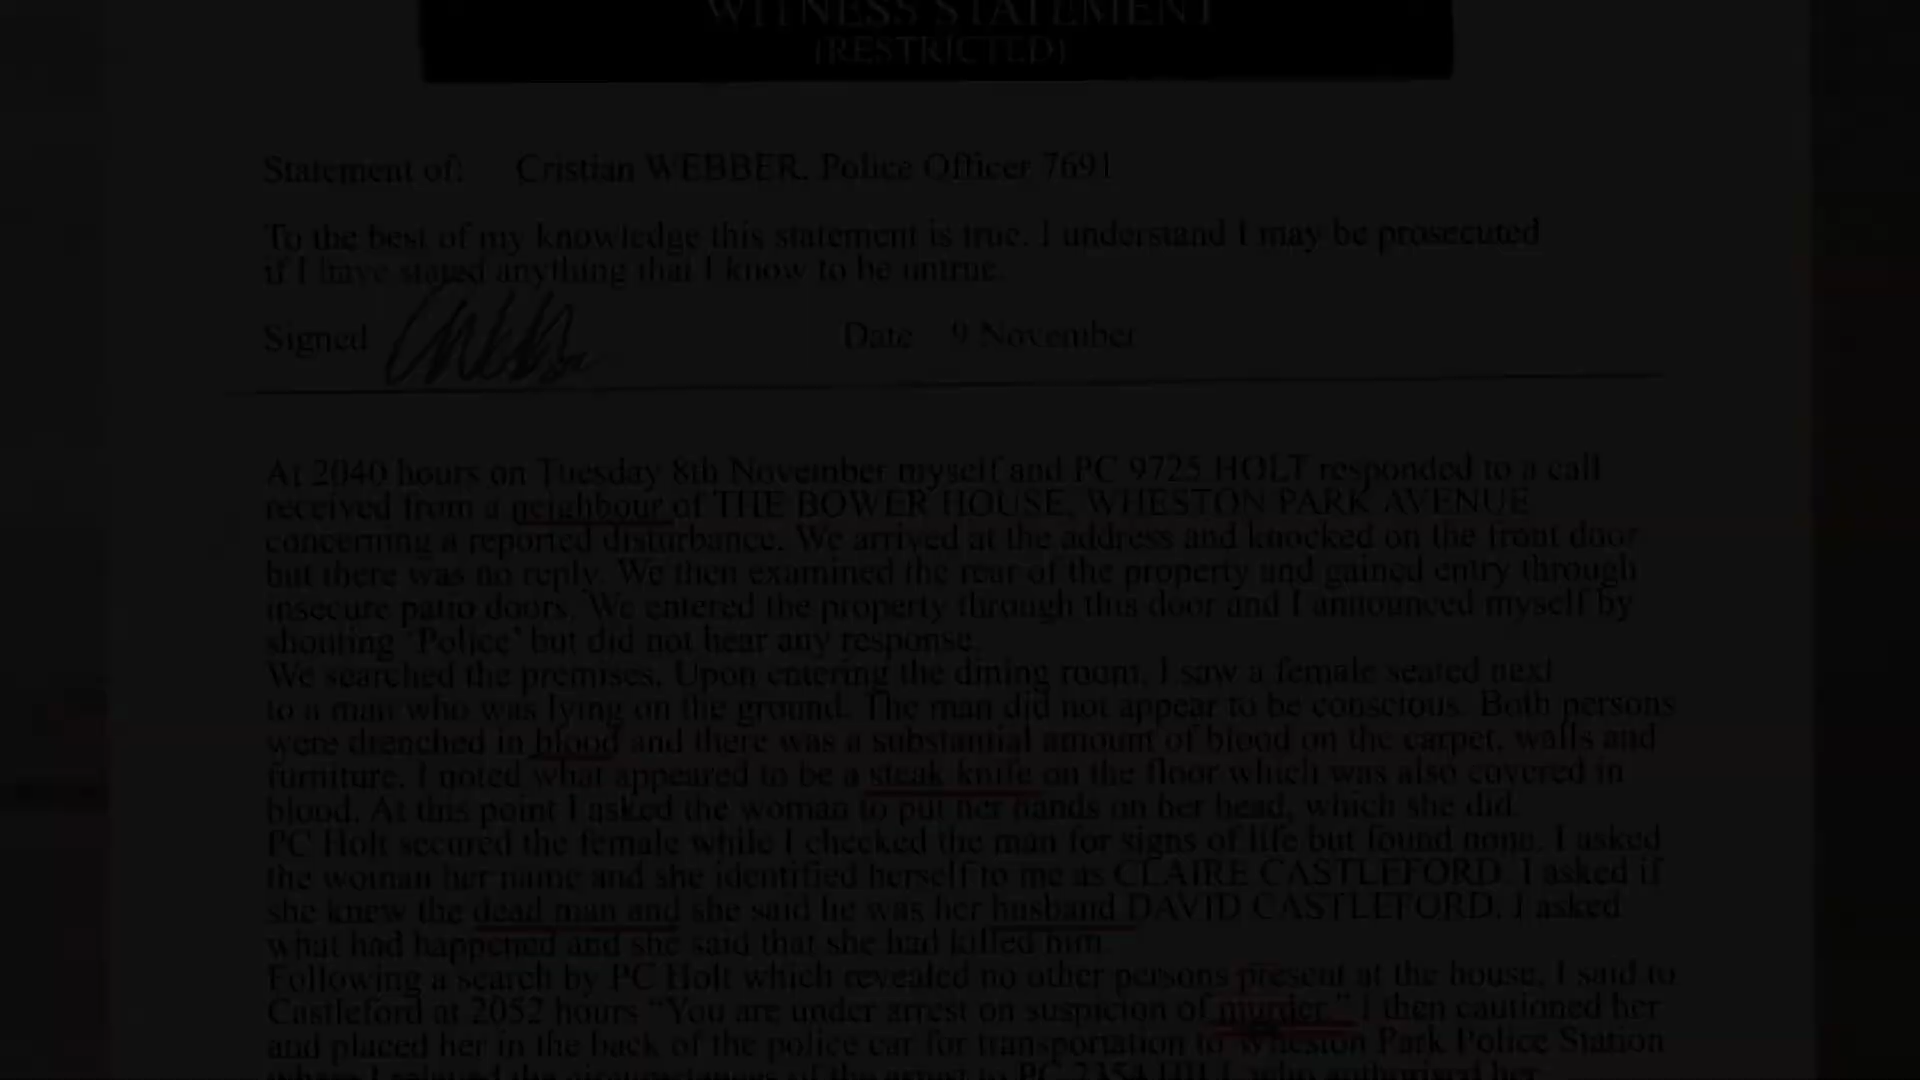 WITNESS STATEMENT
(RESTRICTED)
Statement of: Cristian WEBBER, Police Officer 7691
To the best of my knowledge this statement is true. I understand I may be prosecuted
if I have stated anything that I know to be untrue.
Signed CWebber Date 9 November
At 2040 hours on Tuesday 8th November myself and PC 9725 HOLT responded to a call
received from a neighbour of THE BOWER HOUSE, WHESTON PARK AVENUE
concerning a reported disturbance. We arrived at the address and knocked on the front door
but there was no reply. We then examined the rear of the property and gained entry through
insecure patio doors. We entered the property through this door and I announced myself by
shouting 'Police' but did not hear any response.
We searched the premises. Upon entering the dining room, I saw a female seated next
to a man who was lying on the ground. The man did not appear to be conscious. Both persons
were drenched in blood and there was a substantial amount of blood on the carpet, walls and
furniture. I noted what appeared to be a steak knife on the floor which was also covered in
blood. At this point I asked the woman to put her hands on her head, which she did.
PC Holt secured the female while I checked the man for signs of life but found none. I asked
the woman her name and she identified herself to me as CLAIRE CASTLEFORD. I asked if
she knew the dead man and she said he was her husband DAVID CASTLEFORD. I asked
what had happened and she said that she had killed him.
Following a search by PC Holt which revealed no other persons present at the house, I said to
Castleford at 2052 hours "You are under arrest on suspicion of murder." I then cautioned her
and placed her in the back of the police car for transportation to Wheston Park Police Station
where I relayed the circumstances of the arrest to PC 2354 HILL who authorised her